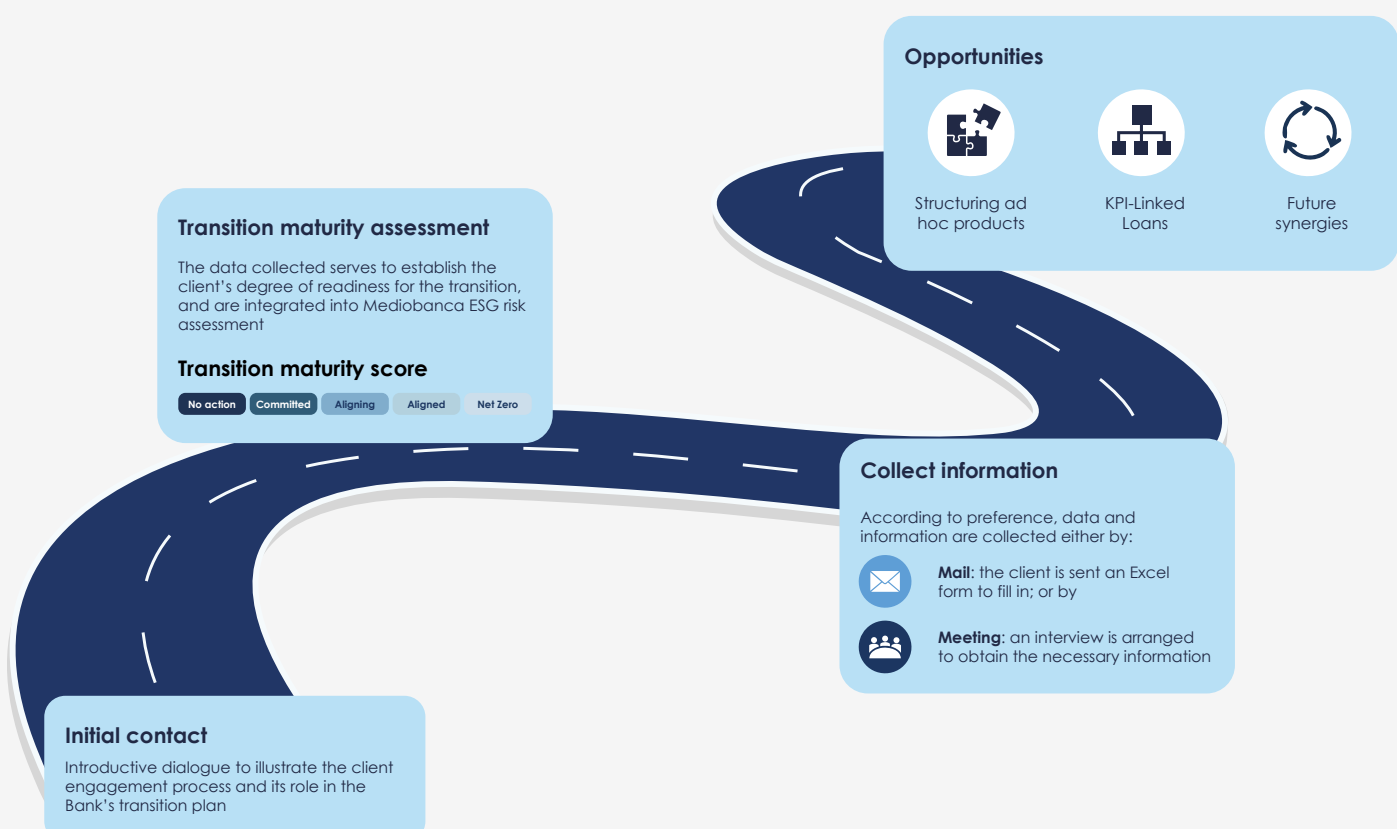 Opportunities
Structuring ad
hoc products
KPI-Linked
Loans
Future
synergies
Transition maturity assessment
The data collected serves to establish the
client's degree of readiness for the transition,
and are integrated into Mediobanca ESG risk
assessment
Transition maturity score
No action
Committed
Aligning
Aligned
Net Zero
Collect information
According to preference, data and
information are collected either by:
Mail: the client is sent an Excel
form to fill in; or by
Meeting: an interview is arranged
to obtain the necessary information
Initial contact
Introductive dialogue to illustrate the client
engagement process and its role in the
Bank's transition plan